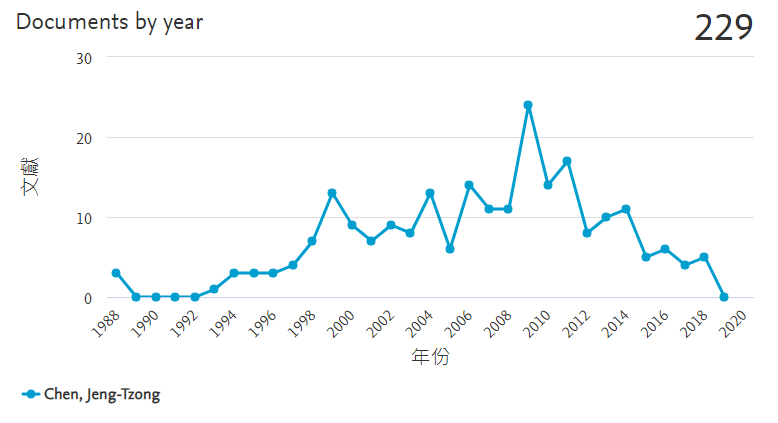 Documents by year
229
30
20
10
0
文獻
1988 1990 1992 1994 1996 1998 2000 2002 2004 2006 2008 2010 2012 2014 2016 2018 2020
年份
Chen, Jeng-Tzong